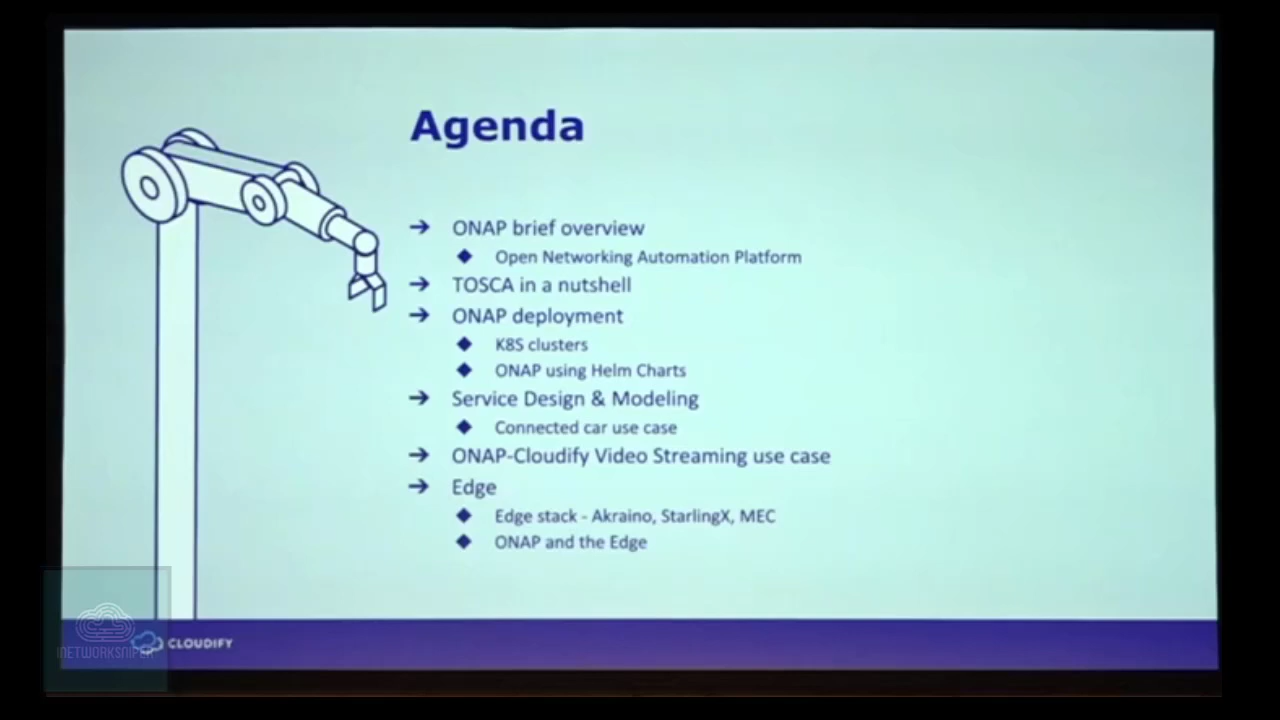 Agenda
➔ ONAP brief overview
◆ Open Networking Automation Platform
➔ TOSCA in a nutshell
➔ ONAP deployment
◆ K8S clusters
◆ ONAP using Helm Charts
➔ Service Design & Modeling
◆ Connected car use case
➔ ONAP-Cloudify Video Streaming use case
➔ Edge
◆ Edge stack - Akraino, StarlingX, MEC
◆ ONAP and the Edge
CLOUDIFY
INETWORKSNIPER